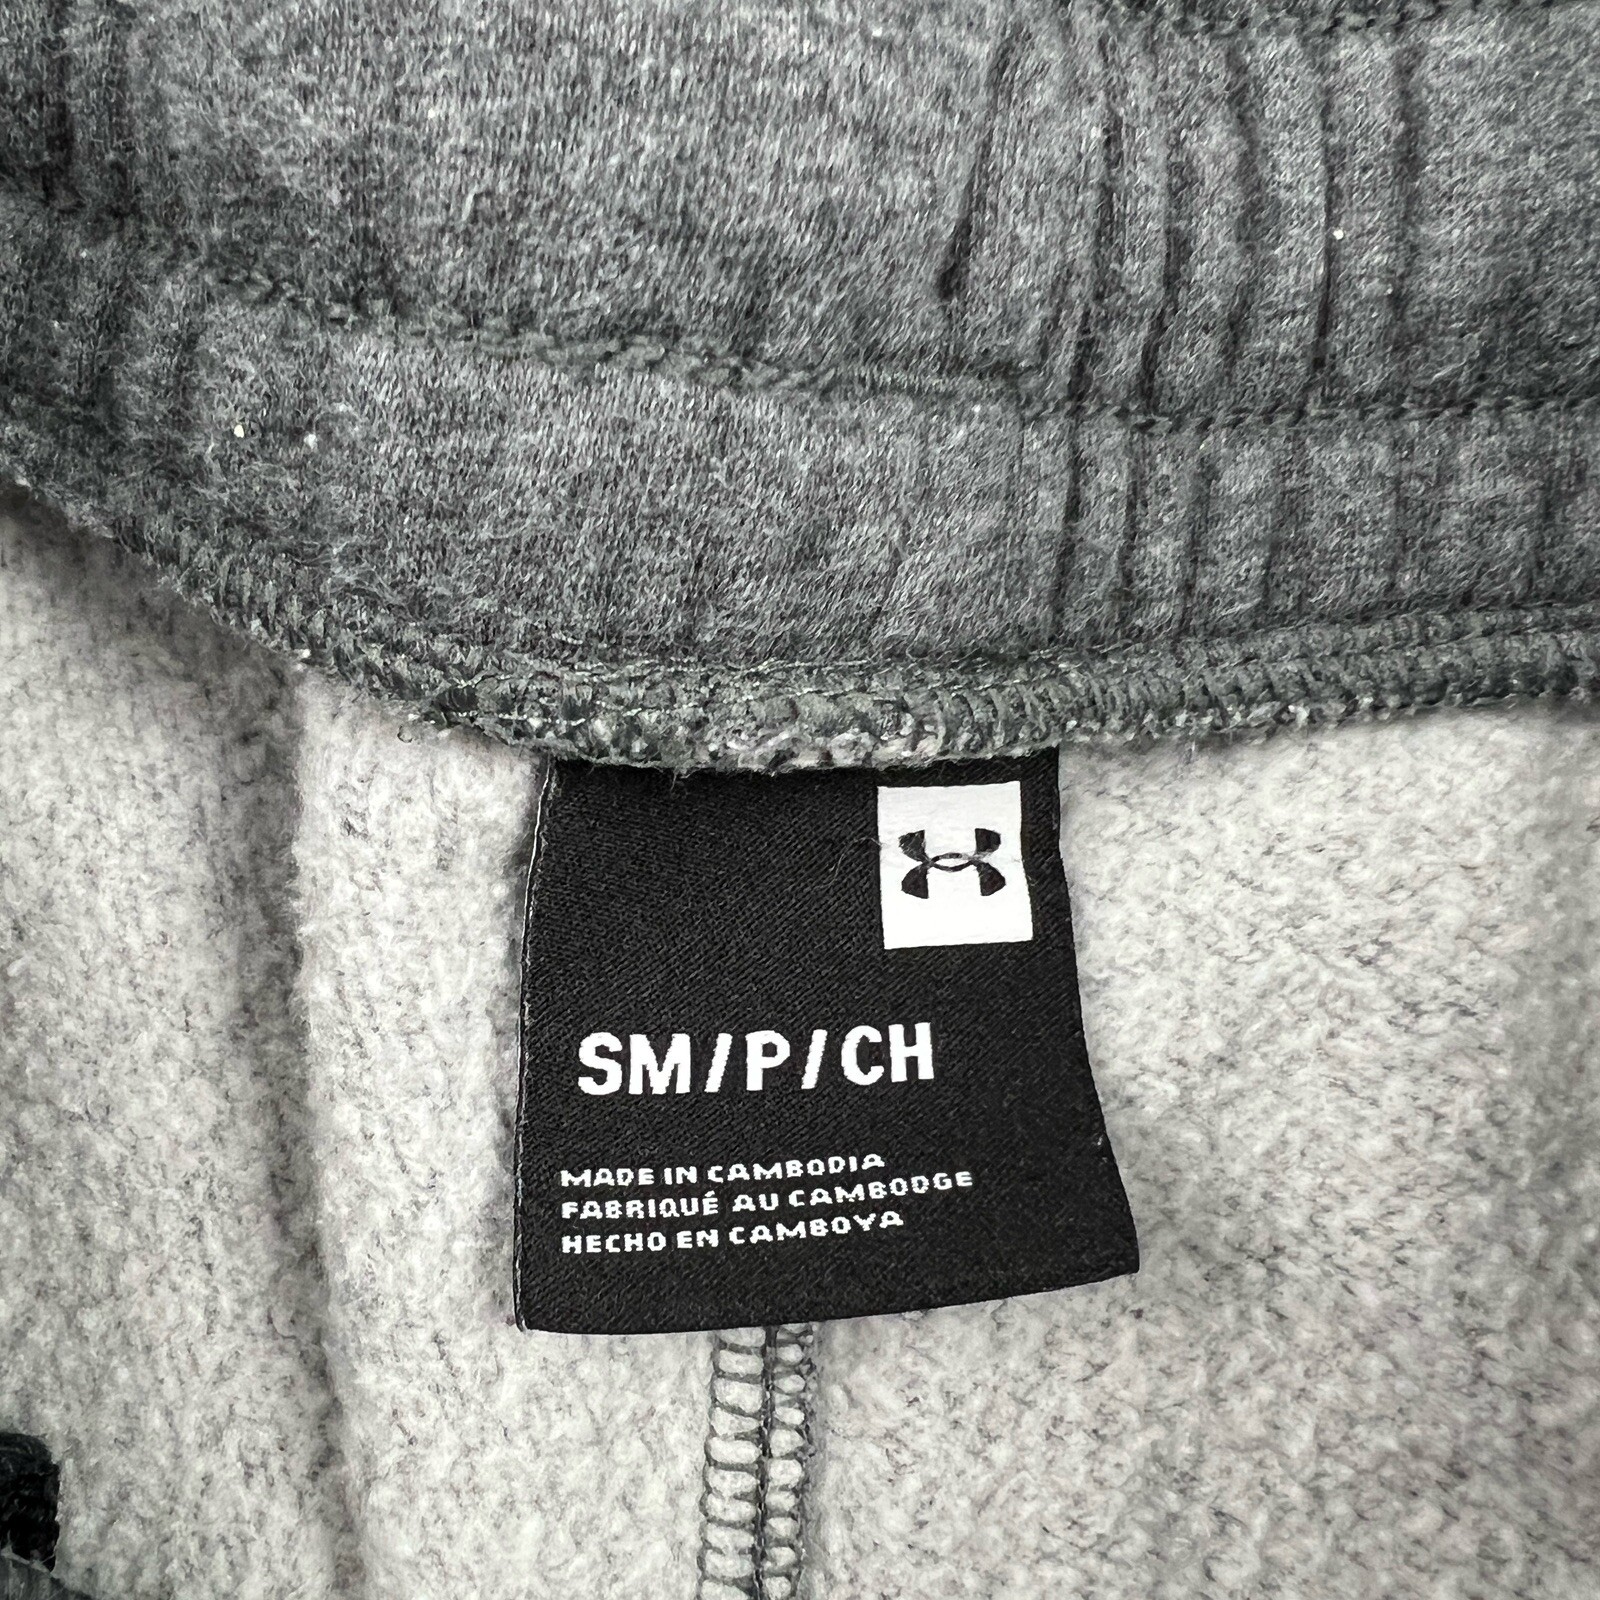 SM/P/CH
MADE IN CAMBODIA
FABRIQUÉ AU CAMBODGE
HECHO EN CAMBOYA